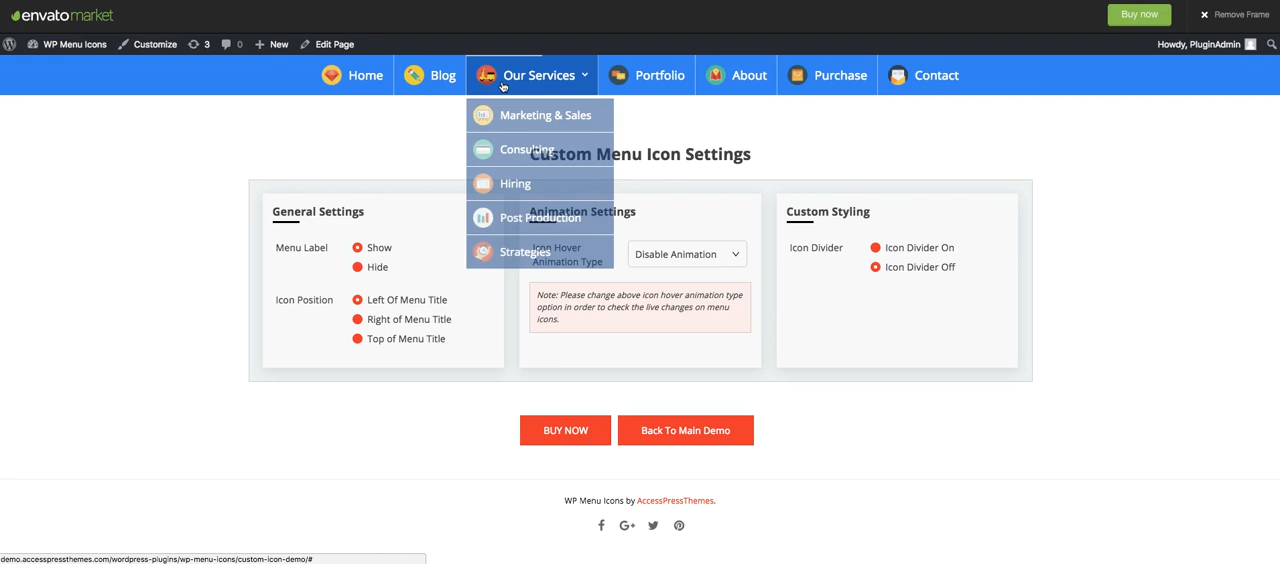 envatomarket
Buy now
Remove Frame
WP Menu Icons
Customize
3
0
New
Edit Page
Howdy, PluginAdmin
Home
Blog
Our Services
Portfolio
About
Purchase
Contact
Marketing & Sales
Consulting
Hiring
Post Production
Strategies
Custom Menu Icon Settings
General Settings
Menu Label
Show
Hide
Icon Position
Left Of Menu Title
Right of Menu Title
Top of Menu Title
Animation Settings
Icon Hover
Animation Type
Disable Animation
Note: Please change above icon hover animation type
option in order to check the live changes on menu
icons.
Custom Styling
Icon Divider
Icon Divider On
Icon Divider Off
BUY NOW
Back To Main Demo
WP Menu Icons by AccessPressThemes.
demo.accesspressthemes.com/wordpress-plugins/wp-menu-icons/custom-icon-demo/#